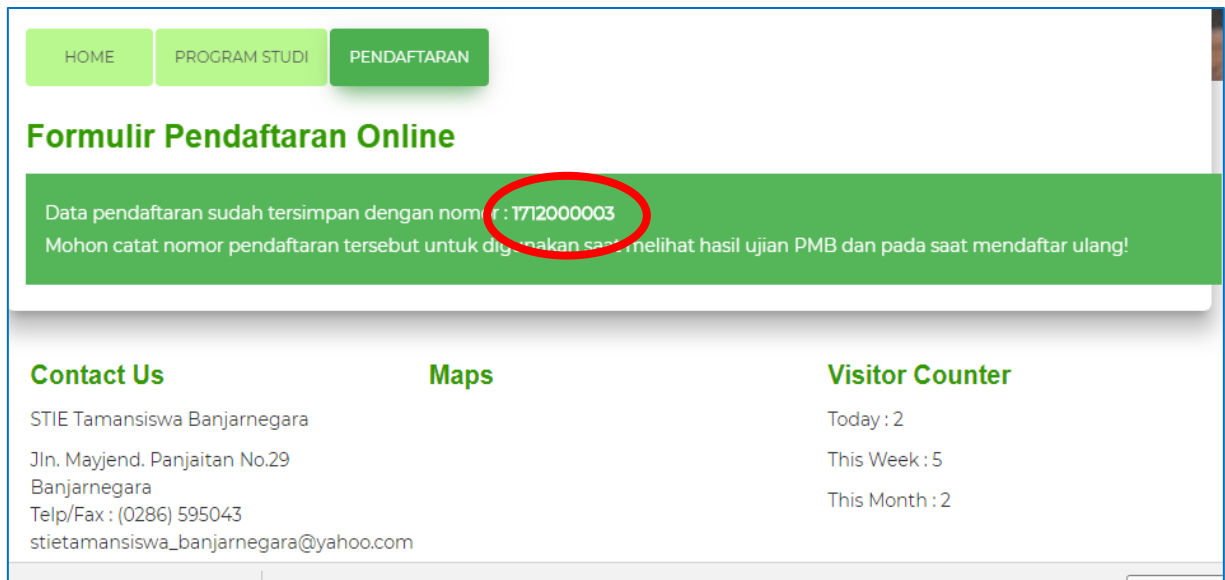 HOME
PROGRAM STUDI
PENDAFTARAN
Formulir Pendaftaran Online
Data pendaftaran sudah tersimpan dengan nomor : 1712000003
Mohon catat nomor pendaftaran tersebut untuk digunakan saat melihat hasil ujian PMB dan pada saat mendaftar ulang!
Contact Us
STIE Tamansiswa Banjarnegara
Jln. Mayjend. Panjaitan No.29
Banjarnegara
Telp/Fax : (0286) 595043
stietamansiswa_banjarnegara@yahoo.com
Maps
Visitor Counter
Today : 2
This Week : 5
This Month : 2